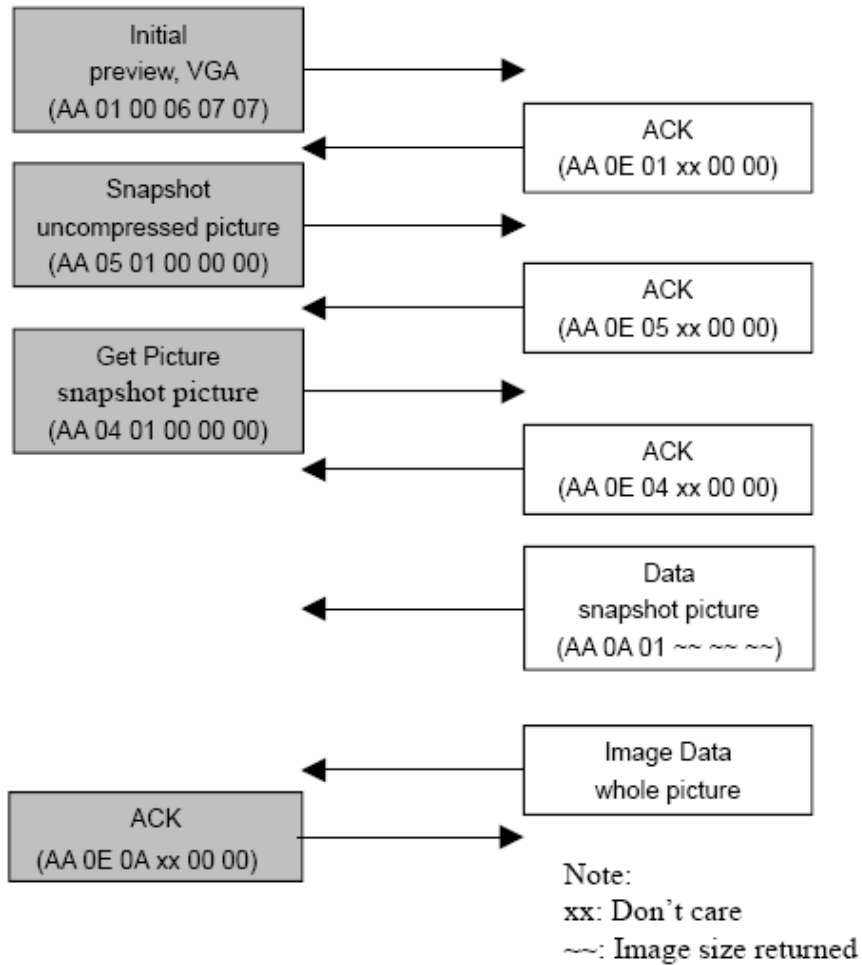 Initial
preview, VGA
(AA 01 00 06 07 07)
ACK
(AA 0E 01 xx 00 00)
Snapshot
uncompressed picture
(AA 05 01 00 00 00)
ACK
(AA 0E 05 xx 00 00)
Get Picture
snapshot picture
(AA 04 01 00 00 00)
ACK
(AA 0E 04 xx 00 00)
Data
snapshot picture
(AA 0A 01 ~~ ~~ ~~)
Image Data
whole picture
ACK
(AA 0E 0A xx 00 00)
Note:
xx: Don’t care
~~: Image size returned